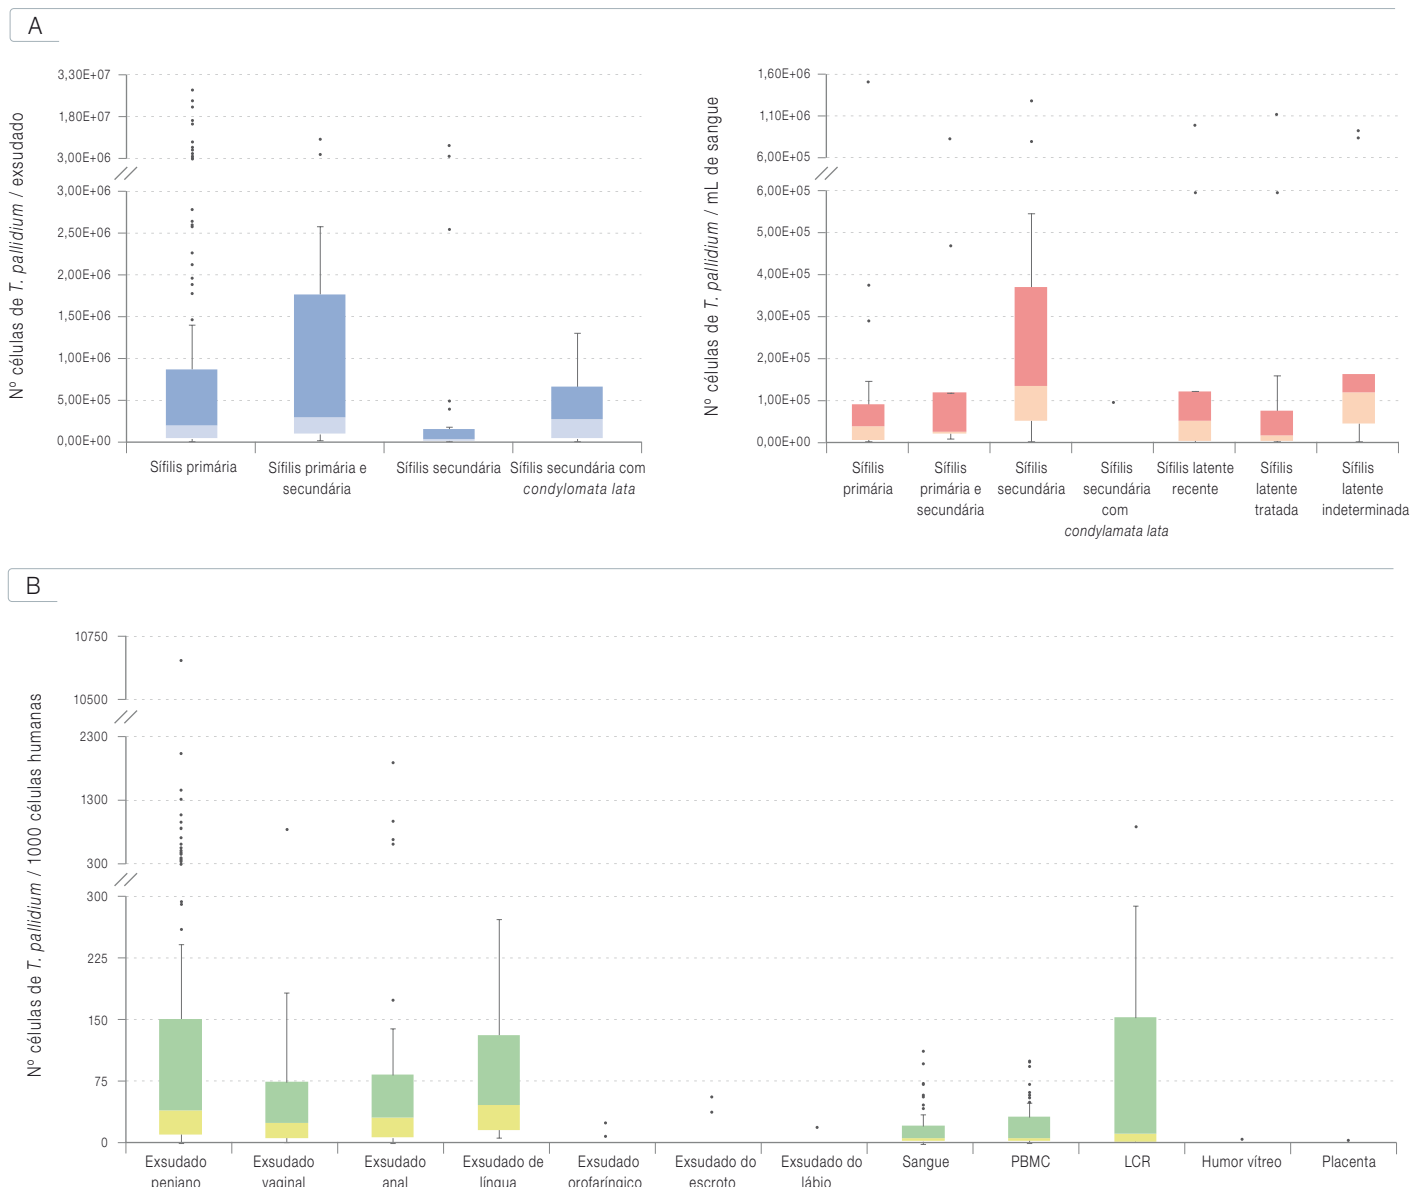 A
Nº células de T. pallidium / exsudado
3,30E+07
1,80E+07
3,00E+06
3,00E+06
2,50E+06
2,00E+06
1,50E+06
1,00E+06
5,00E+05
0,00E+00
Sífilis primária
Sífilis primária e
secundária
Sífilis secundária
Sífilis secundária com
condylomata lata
Nº células de T. pallidium / mL de sangue
1,60E+06
1,10E+06
6,00E+05
6,00E+05
5,00E+05
4,00E+05
3,00E+05
2,00E+05
1,00E+05
0,00E+00
Sífilis
primária
Sífilis
primária e
secundária
Sífilis
secundária
Sífilis
secundária
com
condylamata lata
Sífilis latente
recente
Sífilis
latente
tratada
Sífilis
latente
indeterminada
B
Nº células de T. pallidium / 1000 células humanas
10750
10500
2300
1300
300
300
225
150
75
0
Exsudado
peniano
Exsudado
vaginal
Exsudado
anal
Exsudado de
língua
Exsudado
orofaríngico
Exsudado do
escroto
Exsudado do
lábio
Sangue
PBMC
LCR
Humor vítreo
Placenta